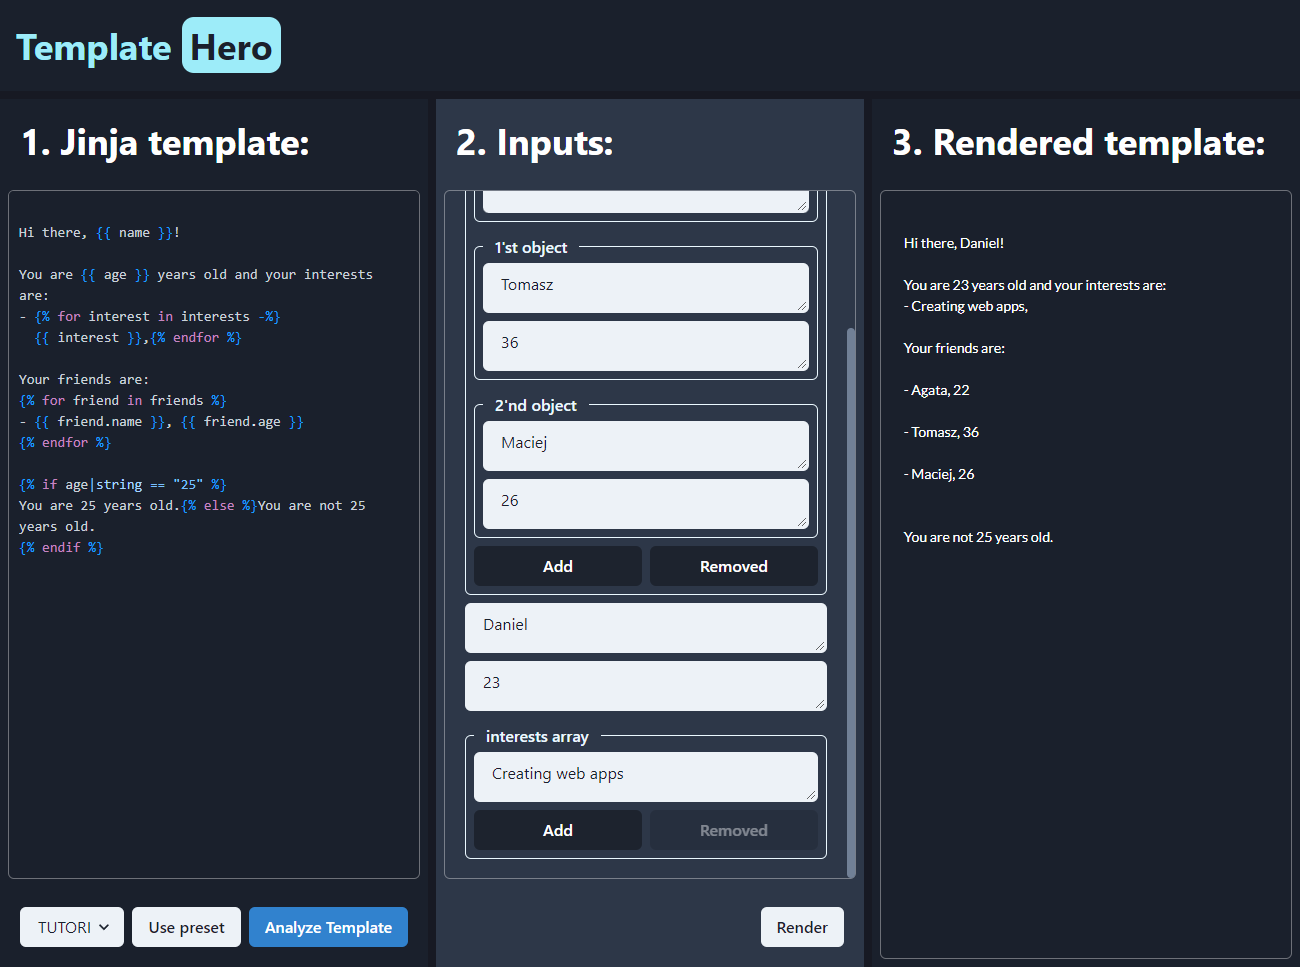 Template Hero
1. Jinja template:
Hi there, {{ name }}!
You are {{ age }} years old and your interests
are:
- {% for interest in interests -%}
{{ interest }},{% endfor %}
Your friends are:
{% for friend in friends %}
- {{ friend.name }}, {{ friend.age }}
{% endfor %}
{% if age|string == "25" %}
You are 25 years old.{% else %}You are not 25
years old.
{% endif %}
TUTORI
Use preset
Analyze Template
2. Inputs:
1'st object
Tomasz
36
2'nd object
Maciej
26
Add
Removed
Daniel
23
interests array
Creating web apps
Add
Removed
Render
3. Rendered template:
Hi there, Daniel!
You are 23 years old and your interests are:
- Creating web apps,
Your friends are:
- Agata, 22
- Tomasz, 36
- Maciej, 26
You are not 25 years old.